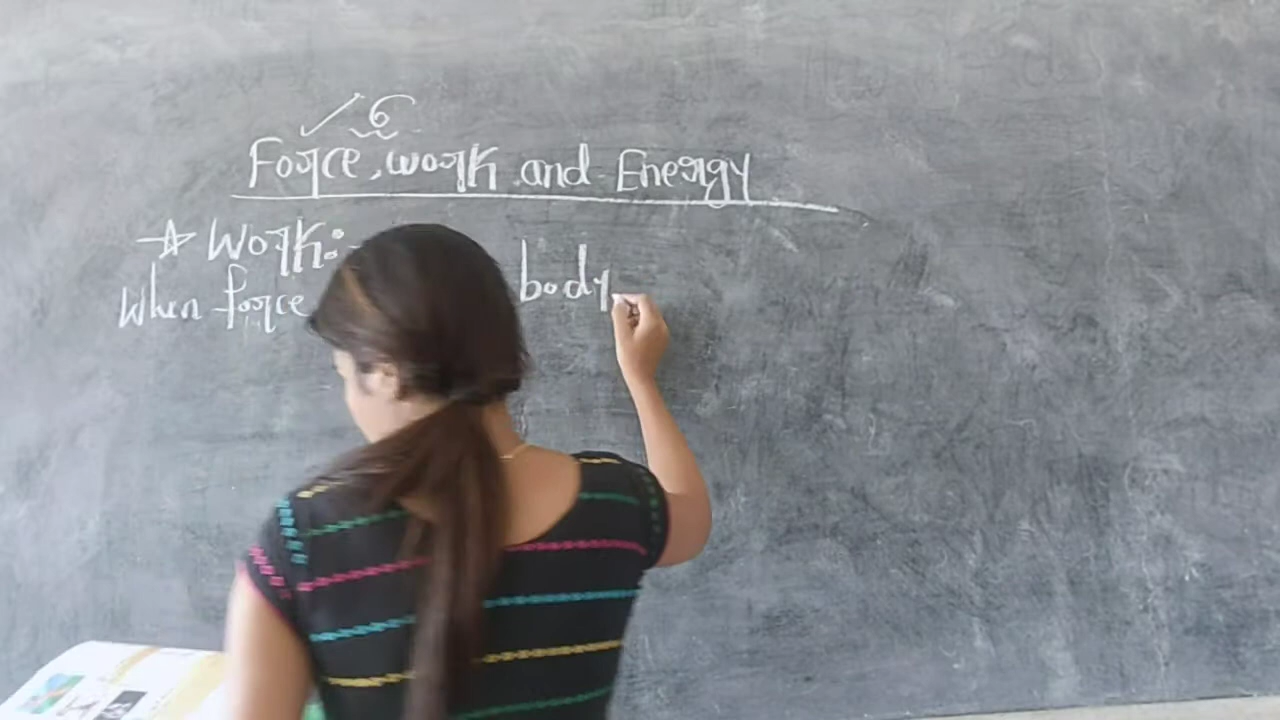 Force, work and Energy
☆ Work:-
When force body